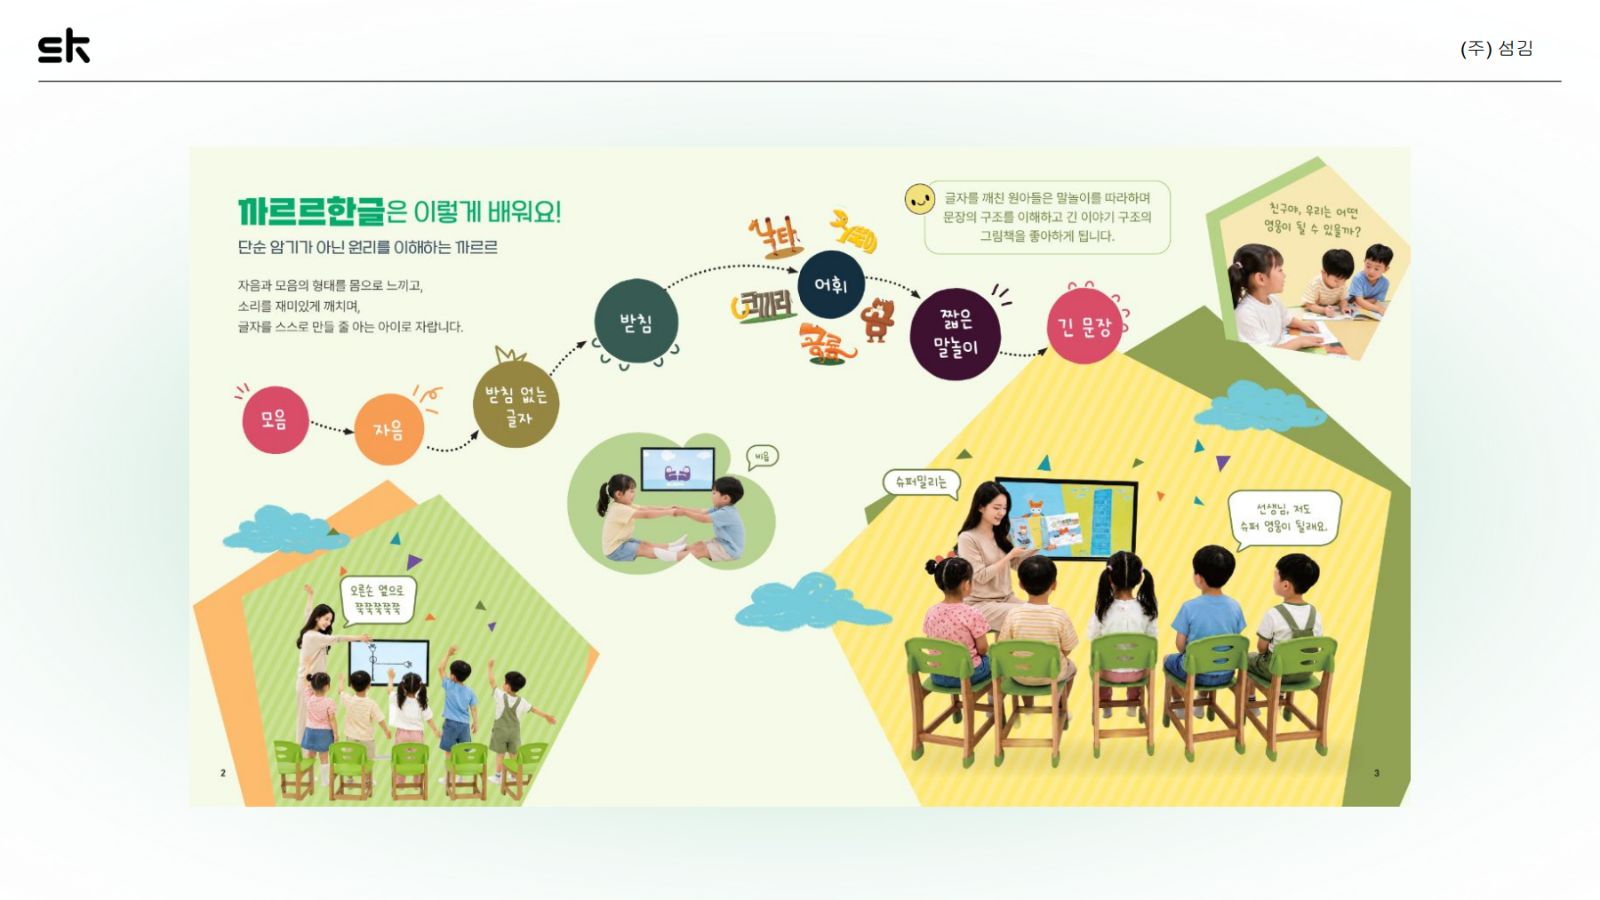 sk
(주) 섬김
까르르한글은 이렇게 배워요!
단순 암기가 아닌 원리를 이해하는 까르르
자음과 모음의 형태를 몸으로 느끼고,
소리를 재미있게 깨치며,
글자를 스스로 만들 줄 아는 아이로 자랍니다.
모음
자음
받침 없는
글자
받침
낙타
코끼리
공룡
곰
어휘
짧은
말놀이
긴 문장
글자를 깨친 원아들은 말놀이를 따라하며
문장의 구조를 이해하고 긴 이야기 구조의
그림책을 좋아하게 됩니다.
친구야, 우리는 어떤
영웅이 될 수 있을까?
비읍
오른손 옆으로
쭉쭉쭉쭉쭉
슈퍼밀리는
선생님, 저도
슈퍼 영웅이 될래요.
2
3